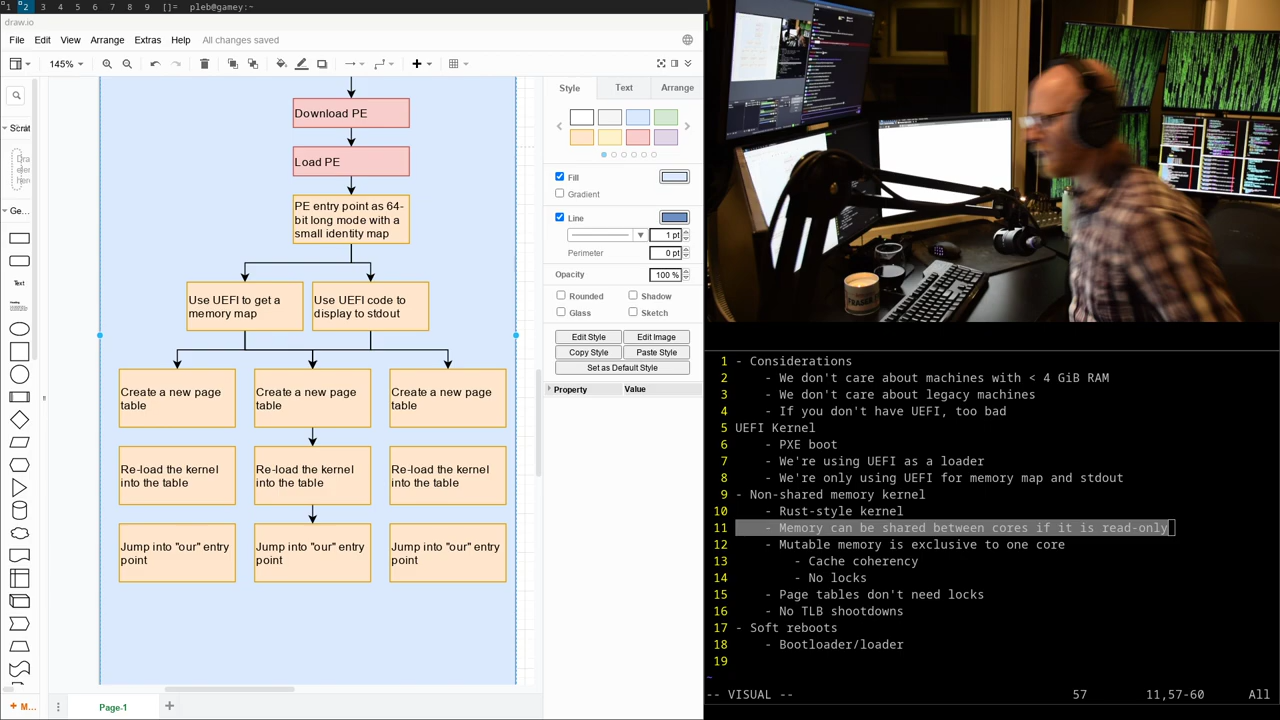 1 2 3 4 5 6 7 8 9 []= pleb@gamey:~
draw.io
File Edit View Ar Extras Help All changes saved
145%
Style Text Arrange
Scrat
Ge...
Text
Download PE
Load PE
PE entry point as 64-
bit long mode with a
small identity map
Use UEFI to get a
memory map
Use UEFI code to
display to stdout
Create a new page
table
Create a new page
table
Create a new page
table
Re-load the kernel
into the table
Re-load the kernel
into the table
Re-load the kernel
into the table
Jump into "our" entry
point
Jump into "our" entry
point
Jump into "our" entry
point
Fill
Gradient
Line
1 pt
Perimeter 0 pt
Opacity 100 %
Rounded Shadow
Glass Sketch
Edit Style Edit Image
Copy Style Paste Style
Set as Default Style
Property Value
M...
Page-1
1 - Considerations
2 - We don't care about machines with < 4 GiB RAM
3 - We don't care about legacy machines
4 - If you don't have UEFI, too bad
5 UEFI Kernel
6 - PXE boot
7 - We're using UEFI as a loader
8 - We're only using UEFI for memory map and stdout
9 - Non-shared memory kernel
10 - Rust-style kernel
11 - Memory can be shared between cores if it is read-only
12 - Mutable memory is exclusive to one core
13 - Cache coherency
14 - No locks
15 - Page tables don't need locks
16 - No TLB shootdowns
17 - Soft reboots
18 - Bootloader/loader
19
~
-- VISUAL -- 57 11,57-60 All